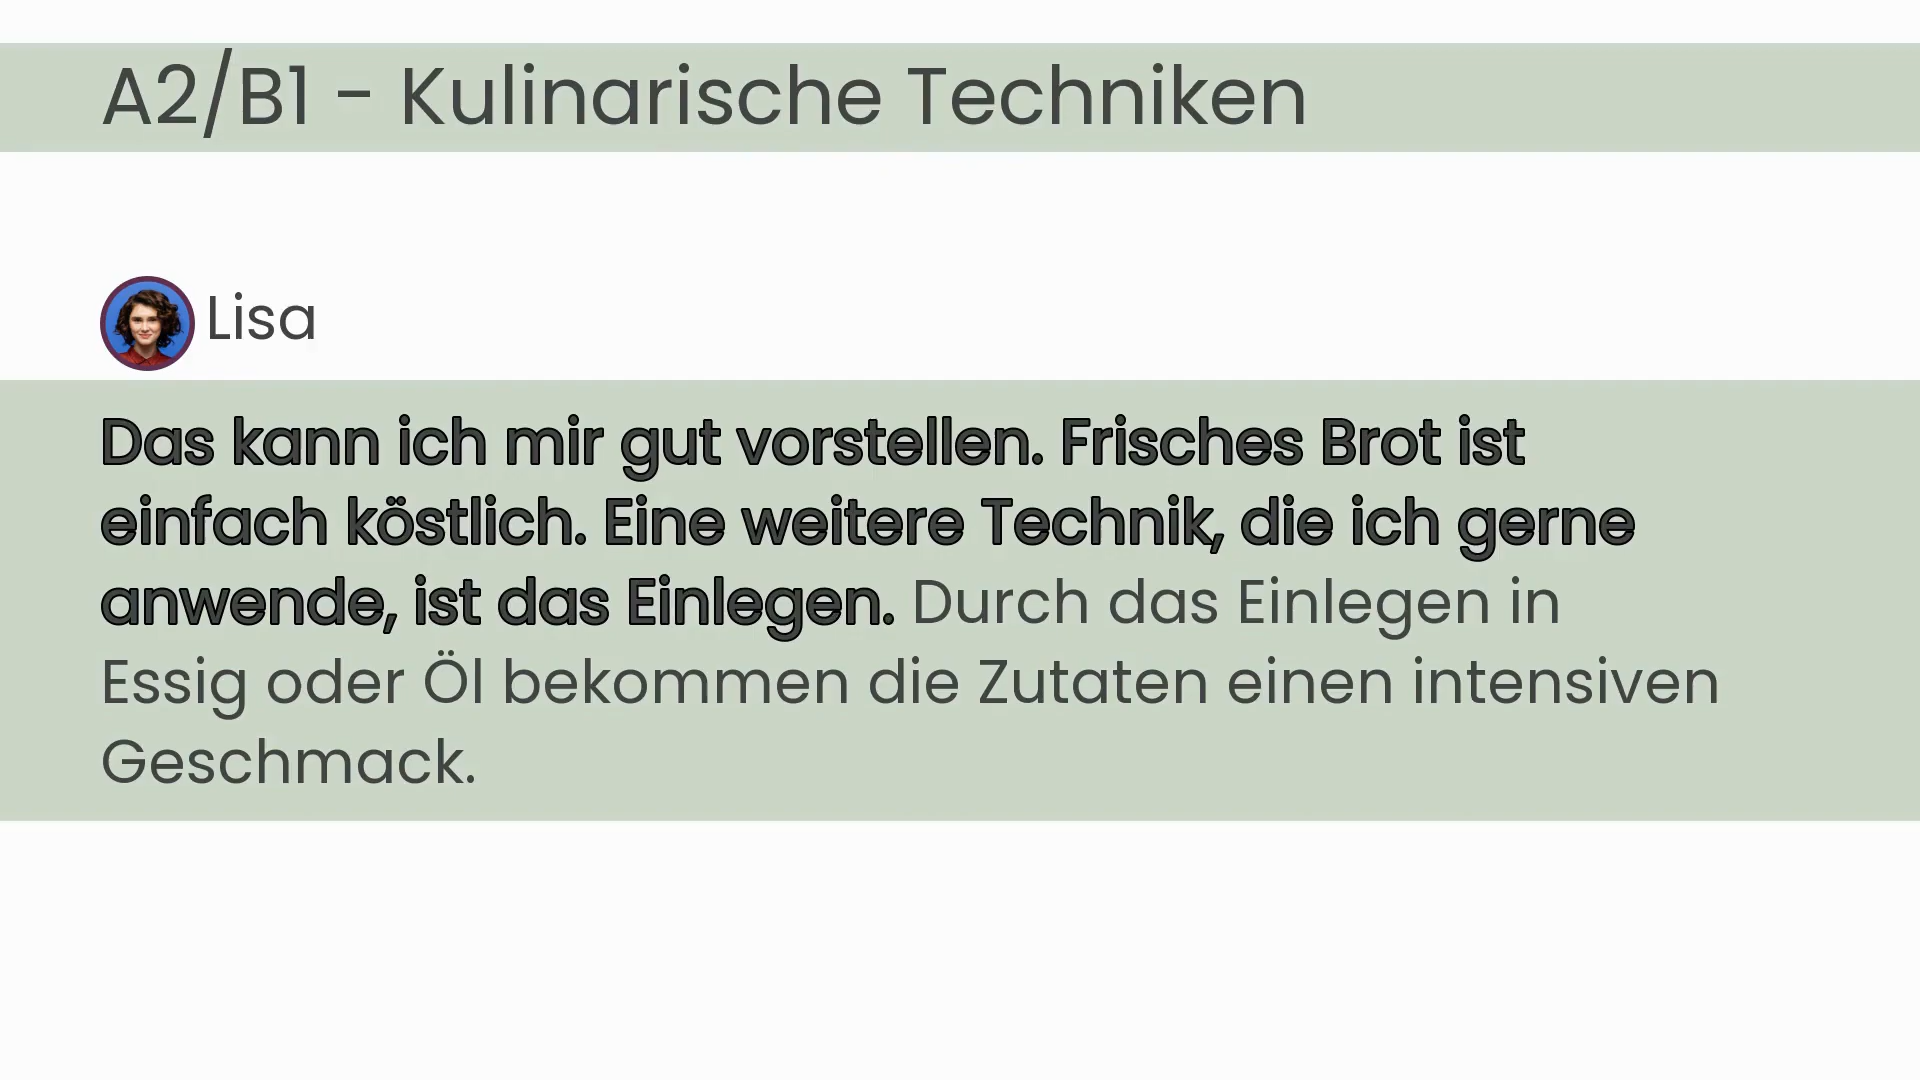 A2/B1 - Kulinarische Techniken
Lisa
Das kann ich mir gut vorstellen. Frisches Brot ist
einfach köstlich. Eine weitere Technik, die ich gerne
anwende, ist das Einlegen. Durch das Einlegen in
Essig oder Öl bekommen die Zutaten einen intensiven
Geschmack.